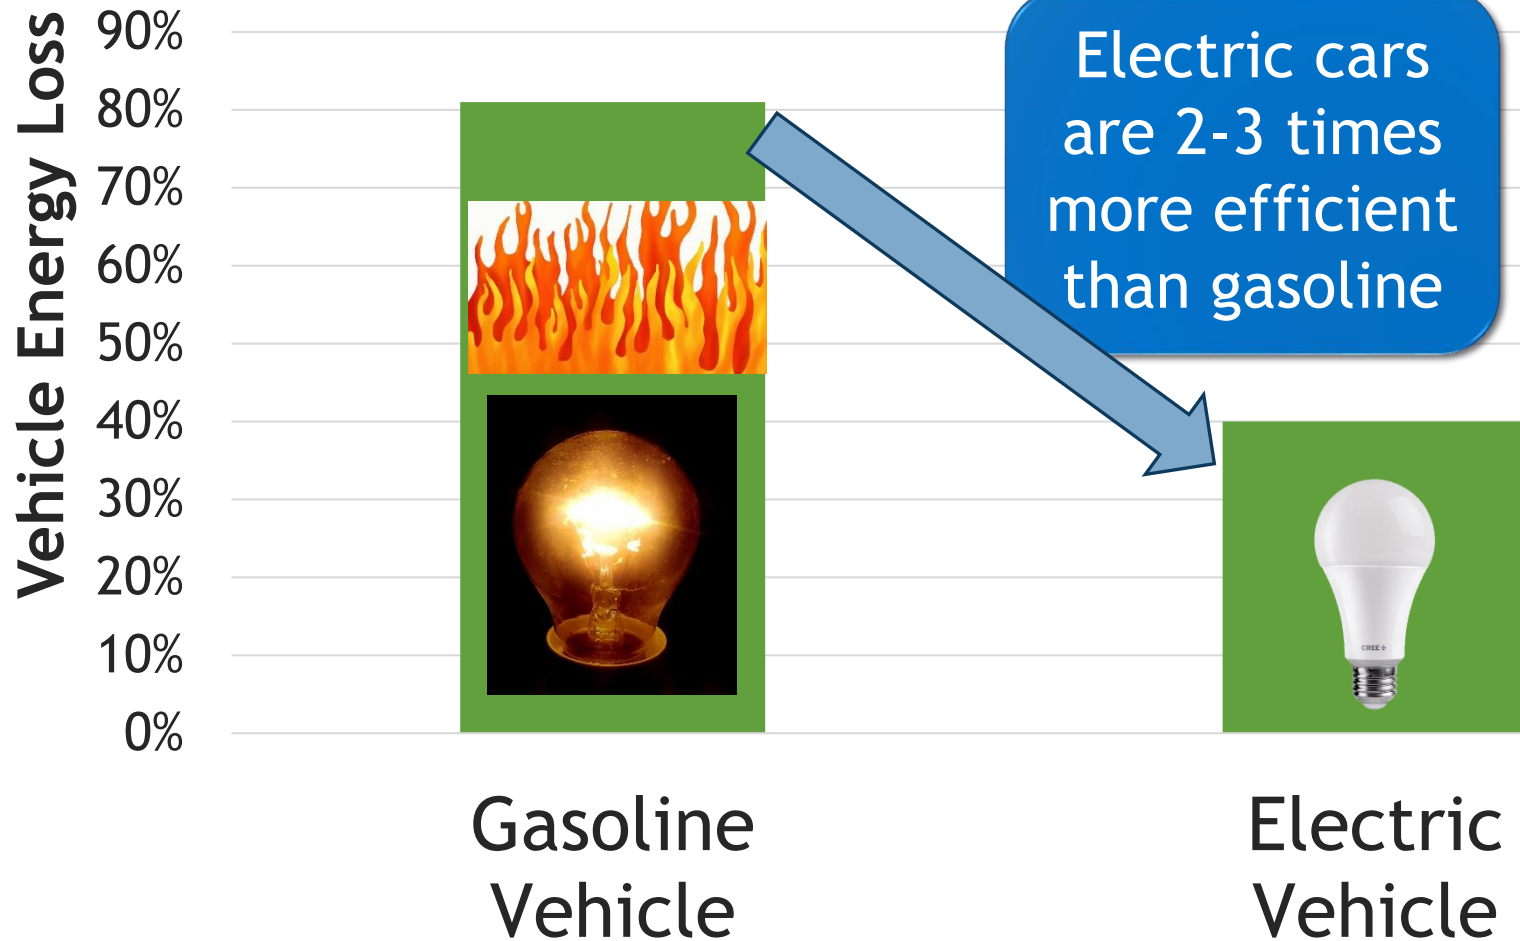 Vehicle Energy Loss
90%
80%
70%
60%
50%
40%
30%
20%
10%
0%
Electric cars
are 2-3 times
more efficient
than gasoline
CREE
Gasoline
Vehicle
Electric
Vehicle